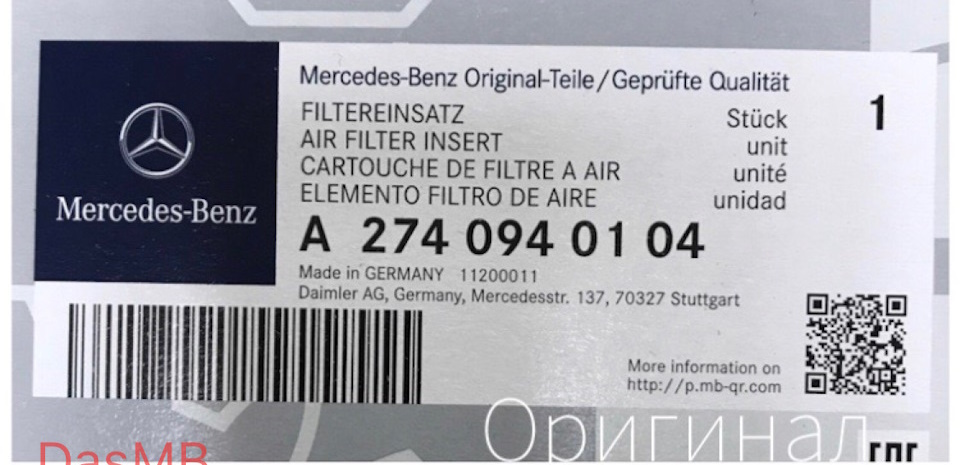 Mercedes-Benz Original-Teile/Geprüfte Qualität
FILTEREINSATZ Stück 1
AIR FILTER INSERT unit
CARTOUCHE DE FILTRE A AIR unité
ELEMENTO FILTRO DE AIRE unidad
Mercedes-Benz
A 274 094 01 04
Made in GERMANY 11200011
Daimler AG, Germany, Mercedesstr. 137, 70327 Stuttgart
More information on
http://p.mb-qr.com
Оригинал
DasMB